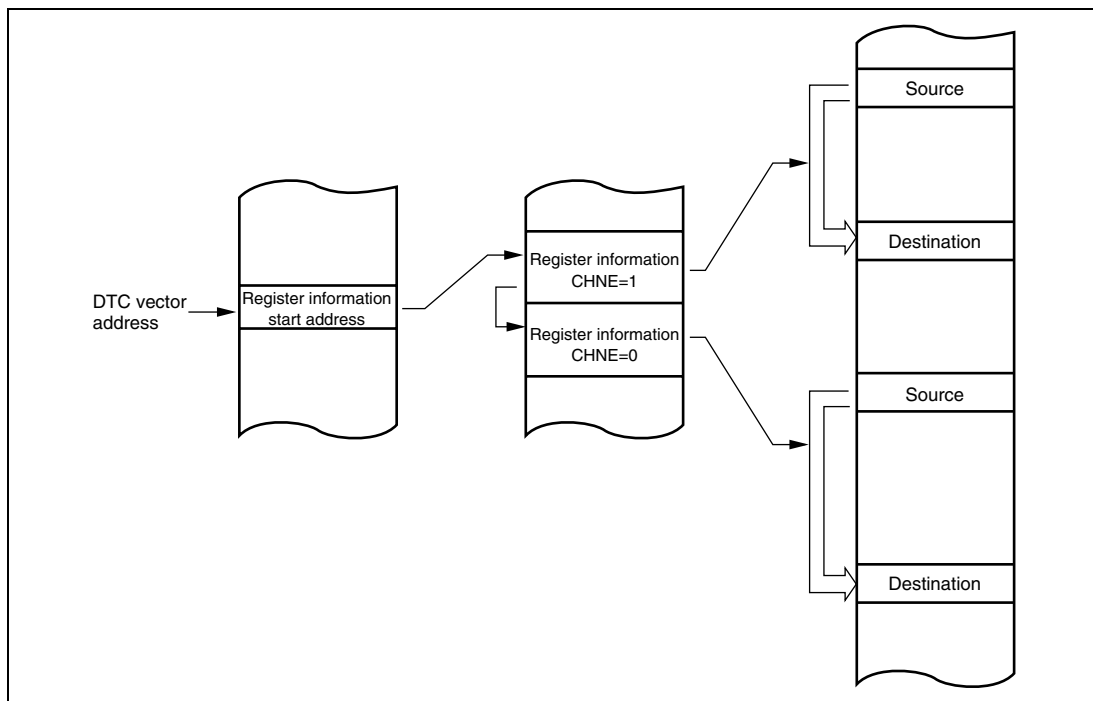 DTC vector
address
Register information
start address
Register information
CHNE=1
Register information
CHNE=0
Source
Destination
Source
Destination